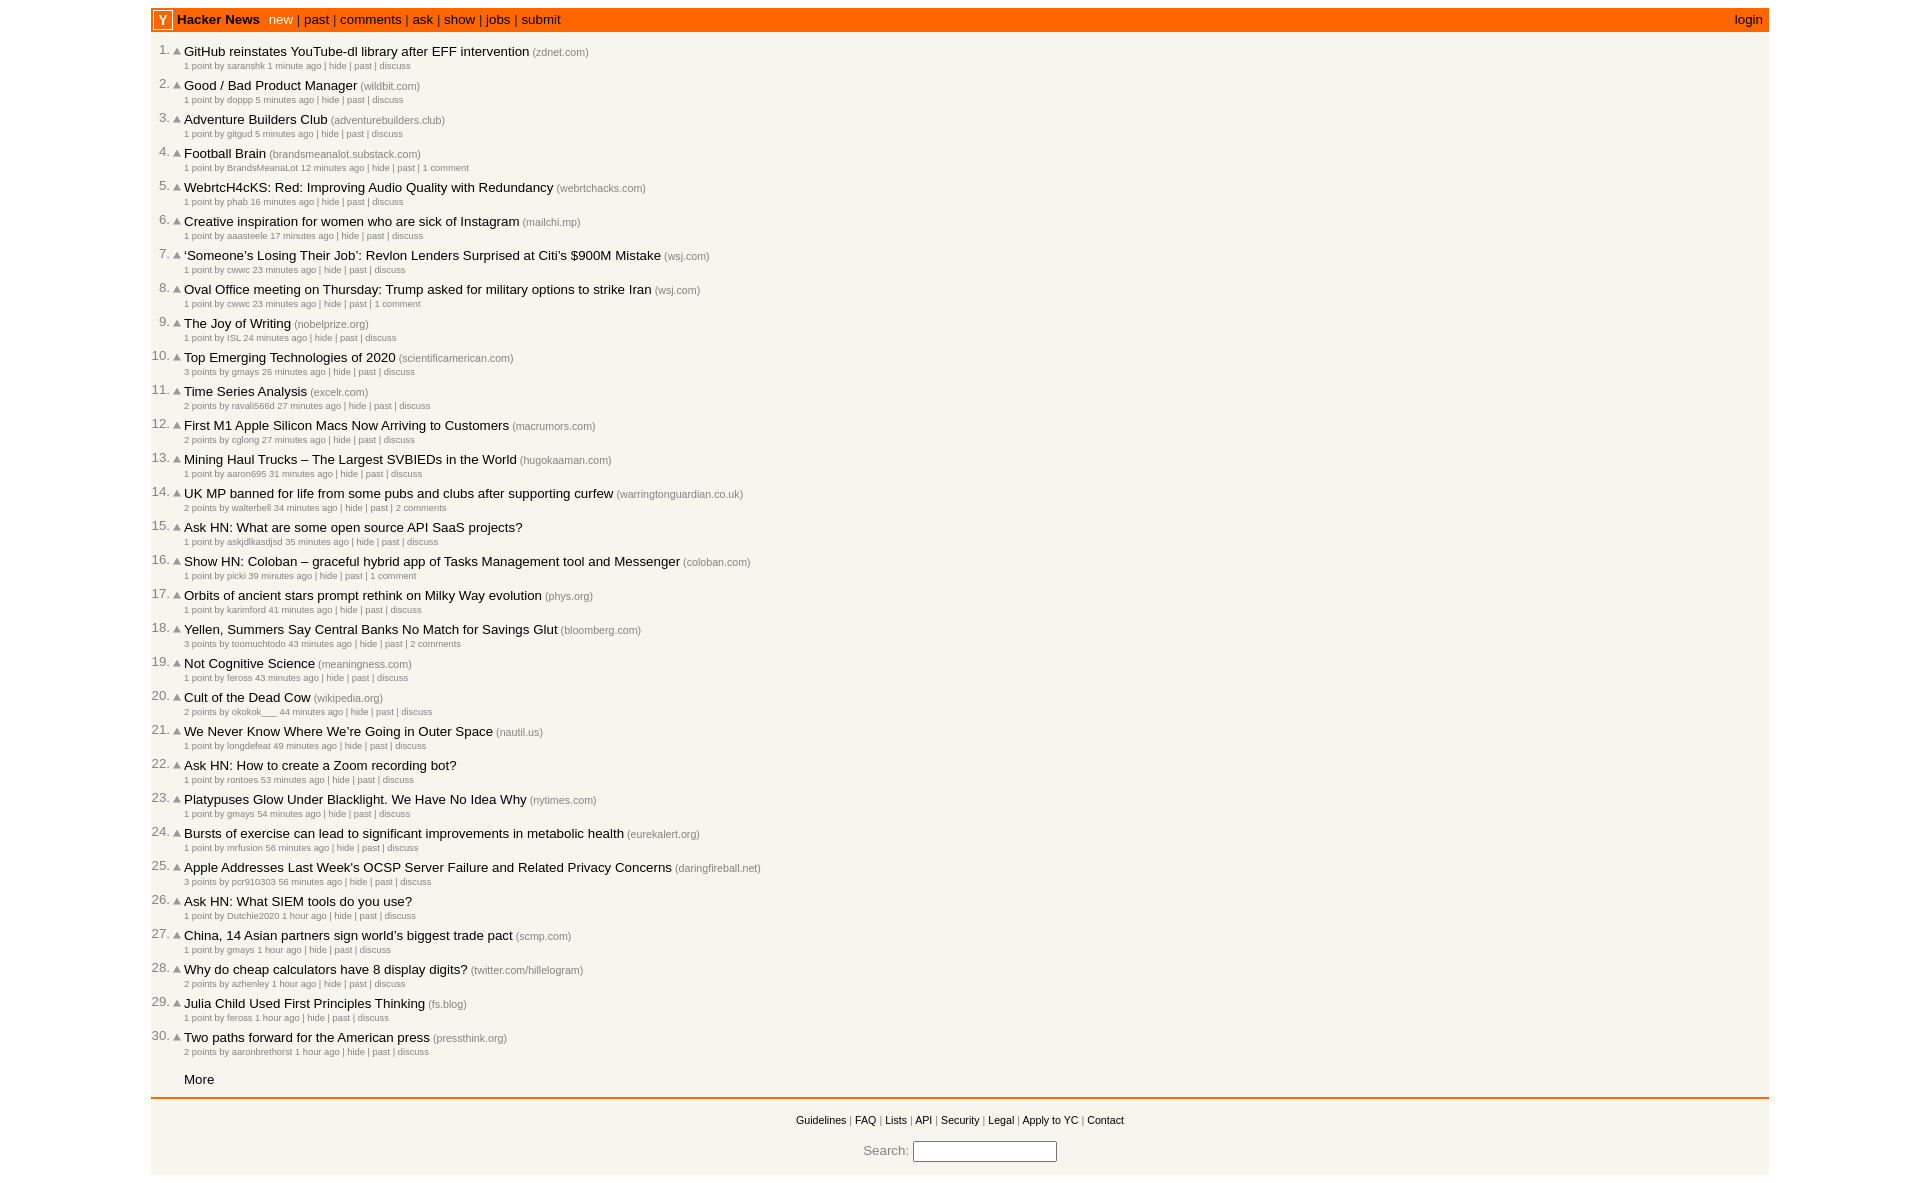 Y Hacker News new | past | comments | ask | show | jobs | submit login
1. GitHub reinstates YouTube-dl library after EFF intervention (zdnet.com)
1 point by saranshk 1 minute ago | hide | past | discuss
2. Good / Bad Product Manager (wildbit.com)
1 point by doppp 5 minutes ago | hide | past | discuss
3. Adventure Builders Club (adventurebuilders.club)
1 point by gitgud 5 minutes ago | hide | past | discuss
4. Football Brain (brandsmeanalot.substack.com)
1 point by BrandsMeanaLot 12 minutes ago | hide | past | 1 comment
5. WebrtcH4cKS: Red: Improving Audio Quality with Redundancy (webrtchacks.com)
1 point by phab 16 minutes ago | hide | past | discuss
6. Creative inspiration for women who are sick of Instagram (mailchi.mp)
1 point by aaasteele 17 minutes ago | hide | past | discuss
7. ‘Someone’s Losing Their Job’: Revlon Lenders Surprised at Citi’s $900M Mistake (wsj.com)
1 point by cwwc 23 minutes ago | hide | past | discuss
8. Oval Office meeting on Thursday: Trump asked for military options to strike Iran (wsj.com)
1 point by cwwc 23 minutes ago | hide | past | 1 comment
9. The Joy of Writing (nobelprize.org)
1 point by ISL 24 minutes ago | hide | past | discuss
10. Top Emerging Technologies of 2020 (scientificamerican.com)
3 points by gmays 26 minutes ago | hide | past | discuss
11. Time Series Analysis (excelr.com)
2 points by ravali566d 27 minutes ago | hide | past | discuss
12. First M1 Apple Silicon Macs Now Arriving to Customers (macrumors.com)
2 points by cglong 27 minutes ago | hide | past | discuss
13. Mining Haul Trucks – The Largest SVBIEDs in the World (hugokaaman.com)
1 point by aaron695 31 minutes ago | hide | past | discuss
14. UK MP banned for life from some pubs and clubs after supporting curfew (warringtonguardian.co.uk)
2 points by walterbell 34 minutes ago | hide | past | 2 comments
15. Ask HN: What are some open source API SaaS projects?
1 point by askjdlkasdjsd 35 minutes ago | hide | past | discuss
16. Show HN: Coloban – graceful hybrid app of Tasks Management tool and Messenger (coloban.com)
1 point by picki 39 minutes ago | hide | past | 1 comment
17. Orbits of ancient stars prompt rethink on Milky Way evolution (phys.org)
1 point by karimford 41 minutes ago | hide | past | discuss
18. Yellen, Summers Say Central Banks No Match for Savings Glut (bloomberg.com)
3 points by toomuchtodo 43 minutes ago | hide | past | 2 comments
19. Not Cognitive Science (meaningness.com)
1 point by feross 43 minutes ago | hide | past | discuss
20. Cult of the Dead Cow (wikipedia.org)
2 points by okokok___ 44 minutes ago | hide | past | discuss
21. We Never Know Where We’re Going in Outer Space (nautil.us)
1 point by longdefeat 49 minutes ago | hide | past | discuss
22. Ask HN: How to create a Zoom recording bot?
1 point by rontoes 53 minutes ago | hide | past | discuss
23. Platypuses Glow Under Blacklight. We Have No Idea Why (nytimes.com)
1 point by gmays 54 minutes ago | hide | past | discuss
24. Bursts of exercise can lead to significant improvements in metabolic health (eurekalert.org)
1 point by mrfusion 56 minutes ago | hide | past | discuss
25. Apple Addresses Last Week's OCSP Server Failure and Related Privacy Concerns (daringfireball.net)
3 points by pcr910303 56 minutes ago | hide | past | discuss
26. Ask HN: What SIEM tools do you use?
1 point by Dutchie2020 1 hour ago | hide | past | discuss
27. China, 14 Asian partners sign world’s biggest trade pact (scmp.com)
1 point by gmays 1 hour ago | hide | past | discuss
28. Why do cheap calculators have 8 display digits? (twitter.com/hillelogram)
2 points by azhenley 1 hour ago | hide | past | discuss
29. Julia Child Used First Principles Thinking (fs.blog)
1 point by feross 1 hour ago | hide | past | discuss
30. Two paths forward for the American press (pressthink.org)
2 points by aaronbrethorst 1 hour ago | hide | past | discuss
More
Guidelines | FAQ | Lists | API | Security | Legal | Apply to YC | Contact
Search: